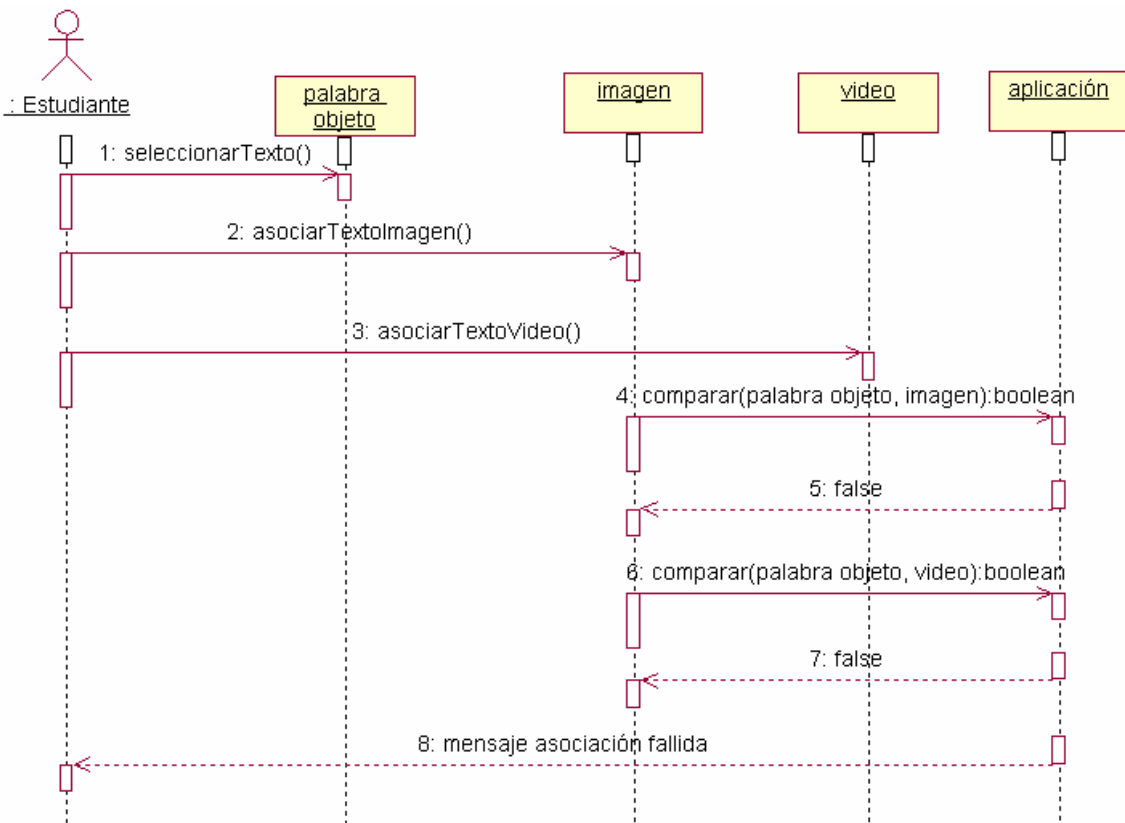 : Estudiante
palabra
objeto
imagen
video
aplicación
1: seleccionarTexto()
2: asociarTextoImagen()
3: asociarTextoVideo()
4: comparar(palabra objeto, imagen):boolean
5: false
6: comparar(palabra objeto, video):boolean
7: false
8: mensaje asociación fallida